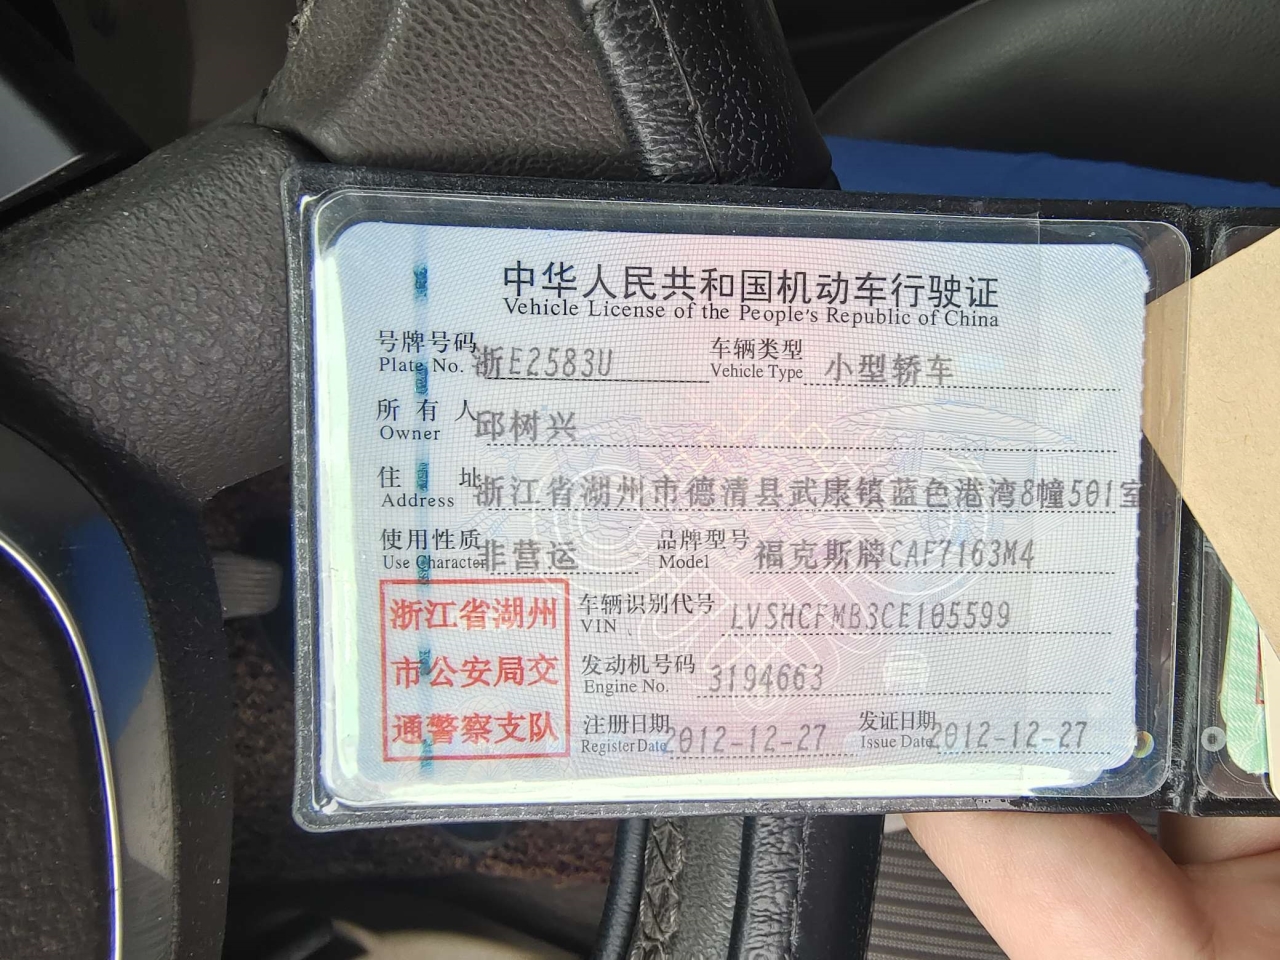 中华人民共和国机动车行驶证
Vehicle License of the People's Republic of China
号牌号码 浙E2583U 车辆类型 小型轿车
Plate No. Vehicle Type
所有人 邱树兴
Owner
住址 浙江省湖州市德清县武康镇蓝色港湾8幢501室
Address
使用性质 非营运 品牌型号 福克斯牌CAF7163M4
Use Character Model
浙江省湖州
市公安局交
通警察支队
车辆识别代号 LVSHCFMB3CE105599
VIN
发动机号码 3194663
Engine No.
注册日期 2012-12-27 发证日期 2012-12-27
Register Date Issue Date